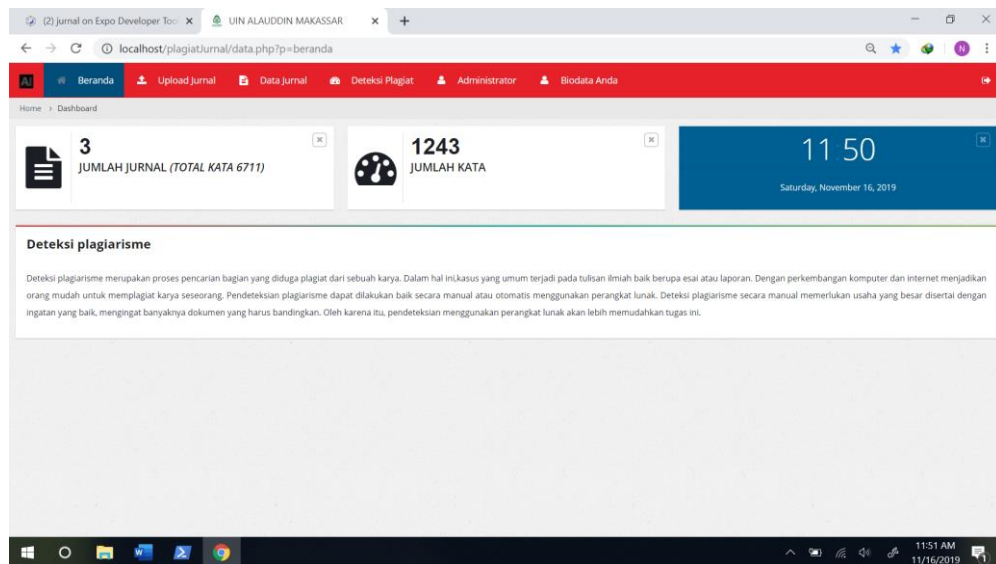 (2) jurnal on Expo Developer Too
UIN ALAUDDIN MAKASSAR
localhost/plagiatJurnal/data.php?p=beranda
N
A!
Beranda
Upload Jurnal
Data Jurnal
Deteksi Plagiat
Administrator
Biodata Anda
Home > Dashboard
3
JUMLAH JURNAL (TOTAL KATA 6711)
1243
JUMLAH KATA
11:50
Saturday, November 16, 2019
Deteksi plagiarisme
Deteksi plagiarisme merupakan proses pencarian bagian yang diduga plagiat dari sebuah karya. Dalam hal ini,kasus yang umum terjadi pada tulisan ilmiah baik berupa esai atau laporan. Dengan perkembangan komputer dan internet menjadikan
orang mudah untuk memplagiat karya seseorang. Pendeteksian plagiarisme dapat dilakukan baik secara manual atau otomatis menggunakan perangkat lunak. Deteksi plagiarisme secara manual memerlukan usaha yang besar disertai dengan
ingatan yang baik, mengingat banyaknya dokumen yang harus bandingkan. Oleh karena itu, pendeteksian menggunakan perangkat lunak akan lebih memudahkan tugas ini.
11:51 AM
11/16/2019